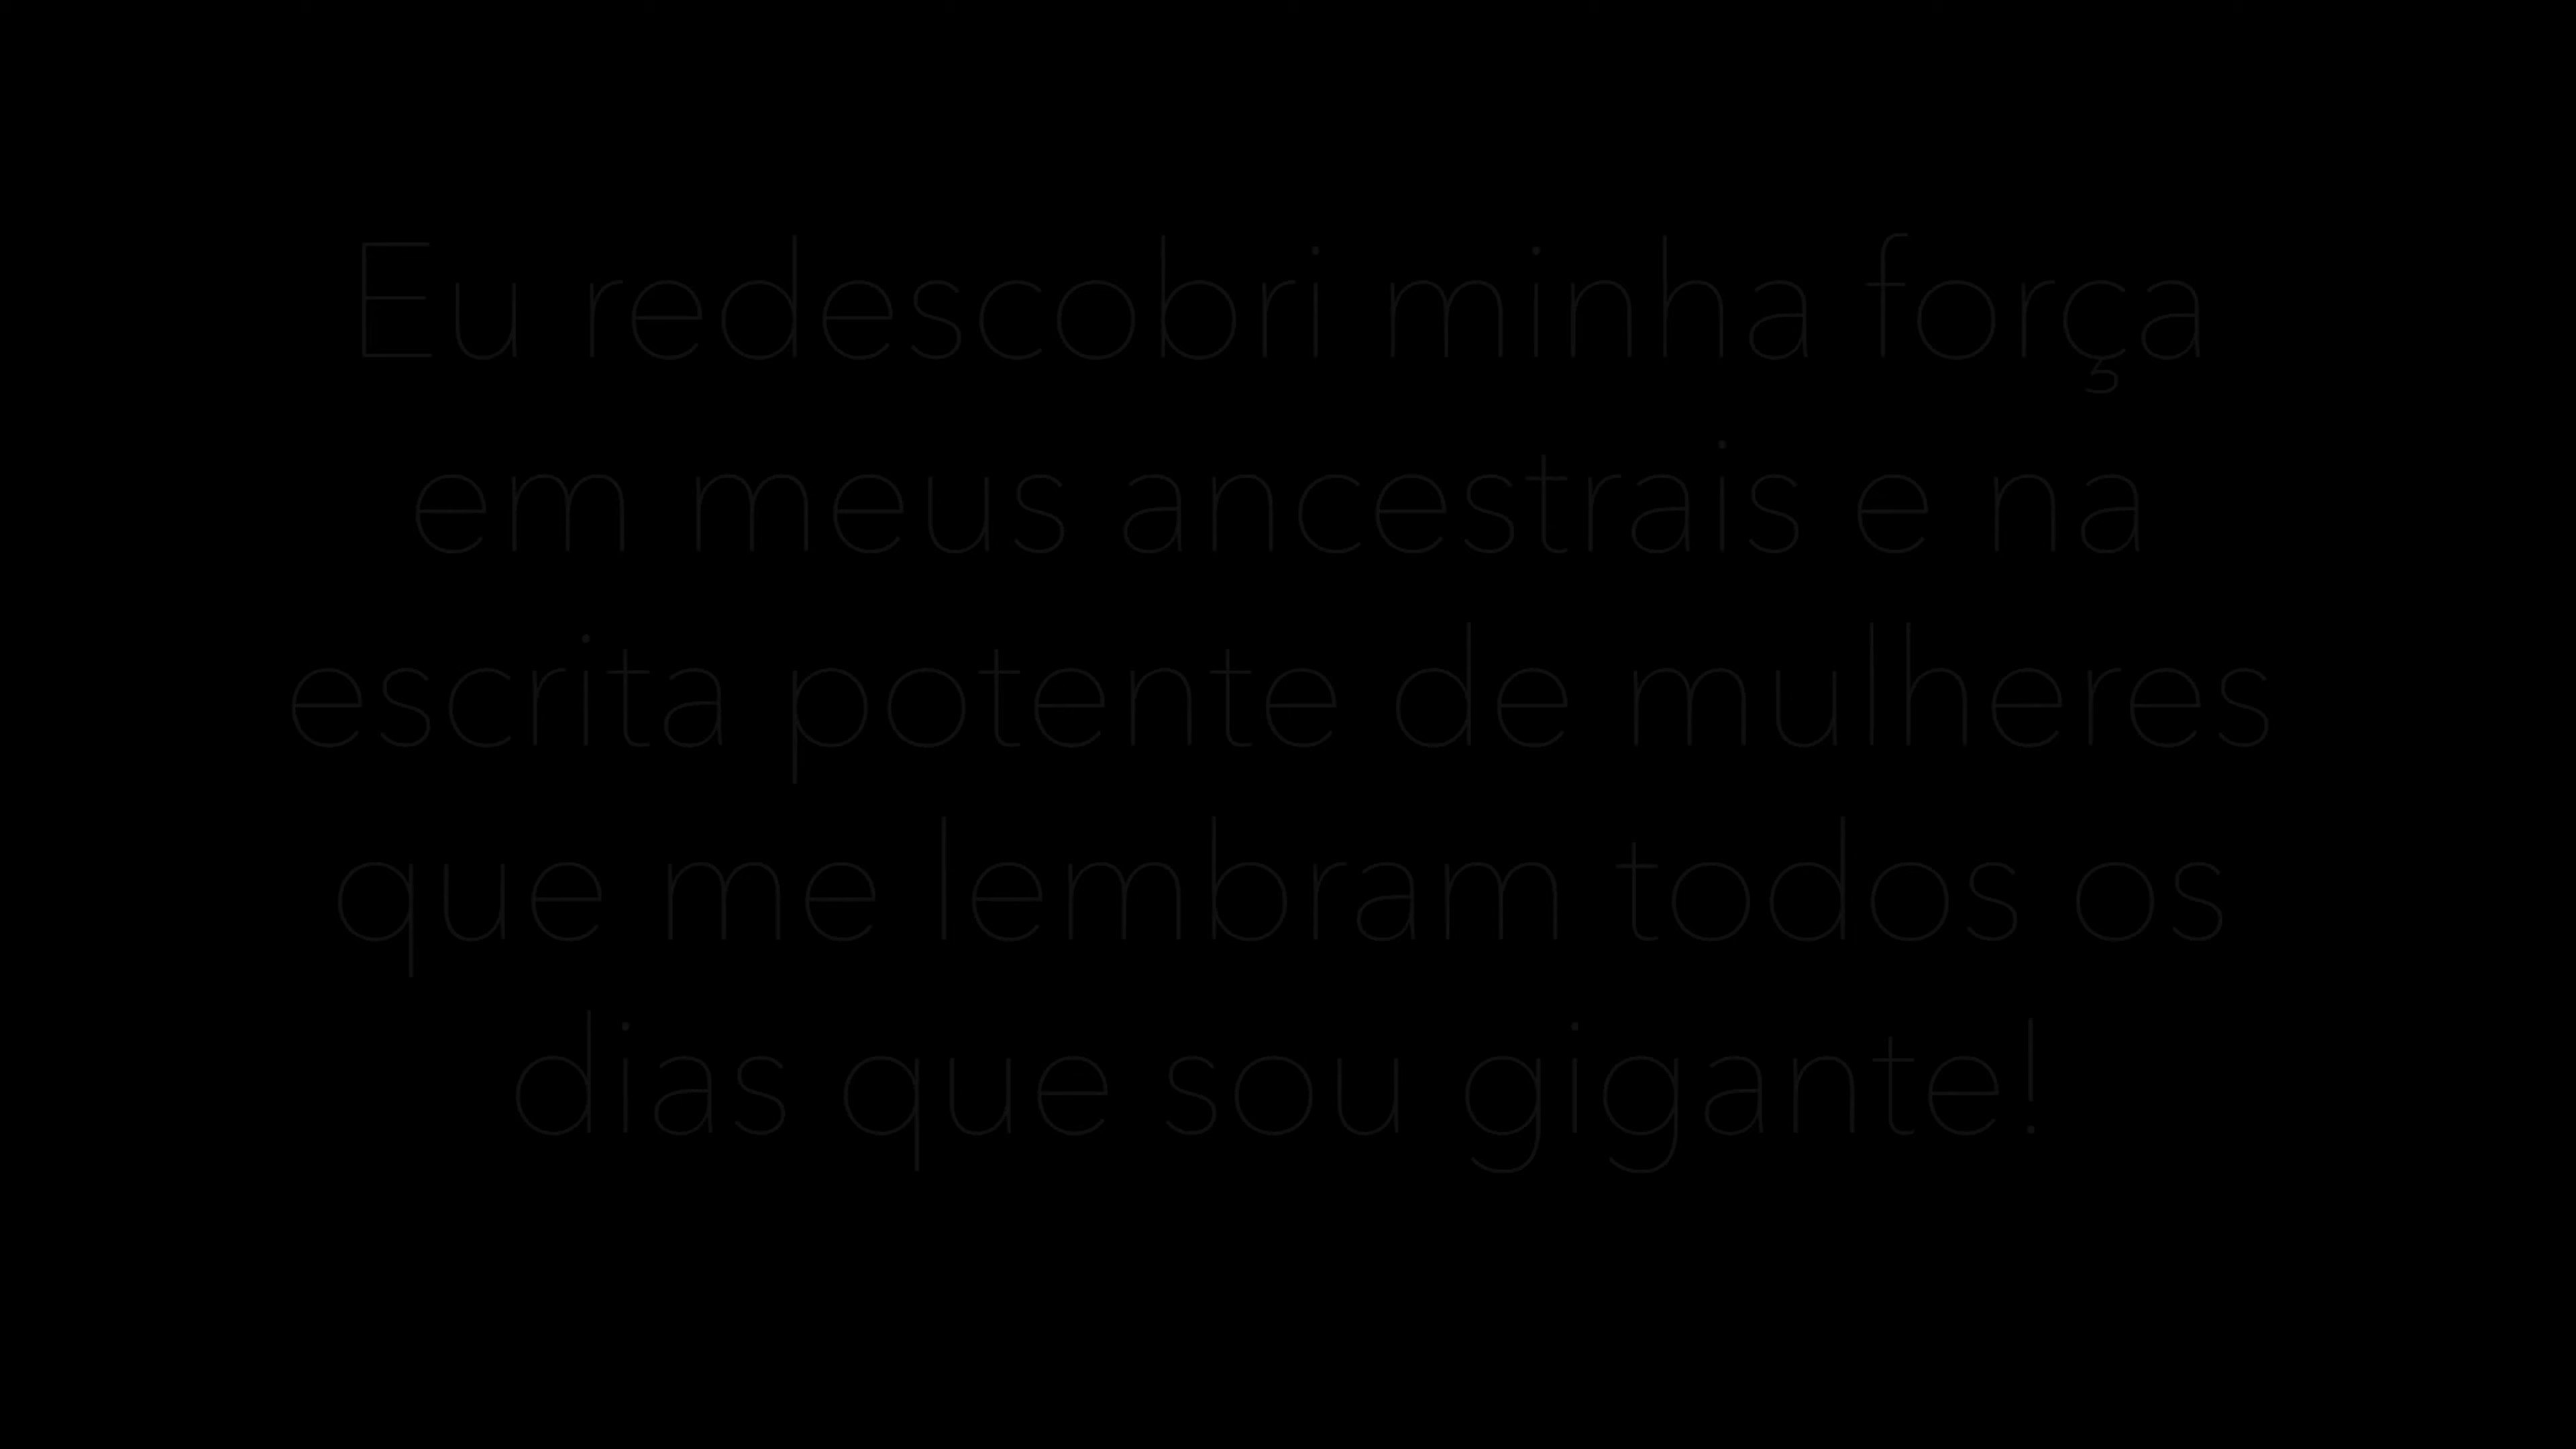 Eu redescobri minha força
em meus ancestrais e na
escrita potente de mulheres
que me lembram todos os
dias que sou gigante!